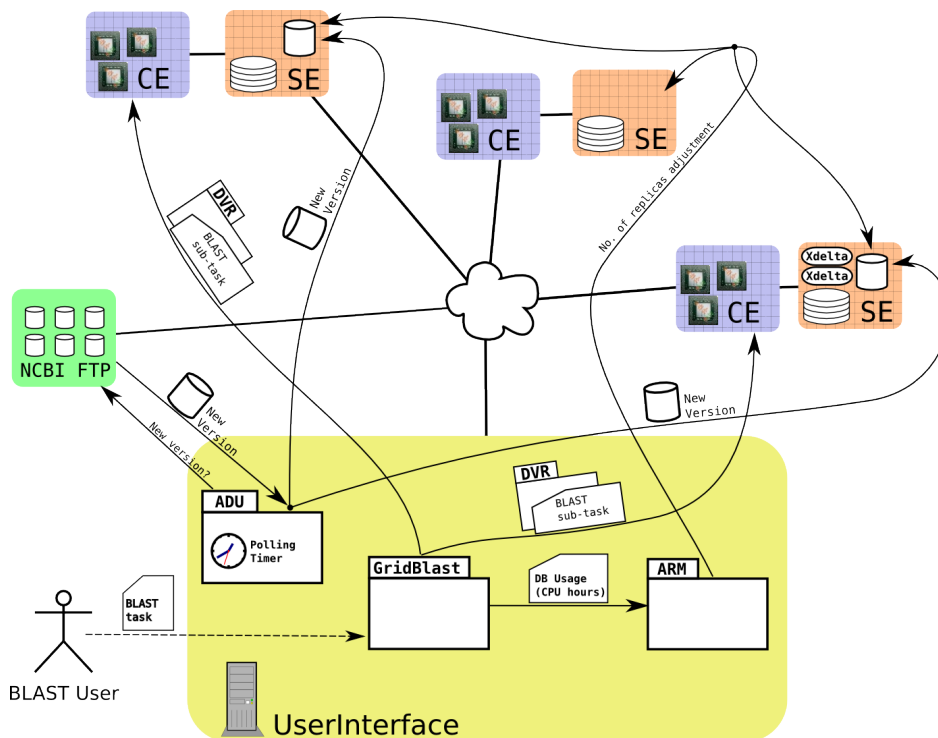 CE
SE
CE
SE
No. of replicas adjustment
New
Version
DVR
BLAST
sub-task
Xdelta
Xdelta
CE
SE
NCBI FTP
New
Version
New
Version
New version?
DVR
BLAST
sub-task
ADU
Polling
Timer
GridBlast
DB Usage
(CPU hours)
ARM
BLAST
task
BLAST User
UserInterface